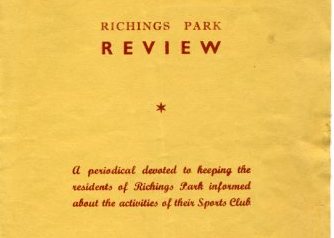 RICHINGS PARK
REVIEW
*
A periodical devoted to keeping the
residents of Richings Park informed
about the activities of their Sports Club